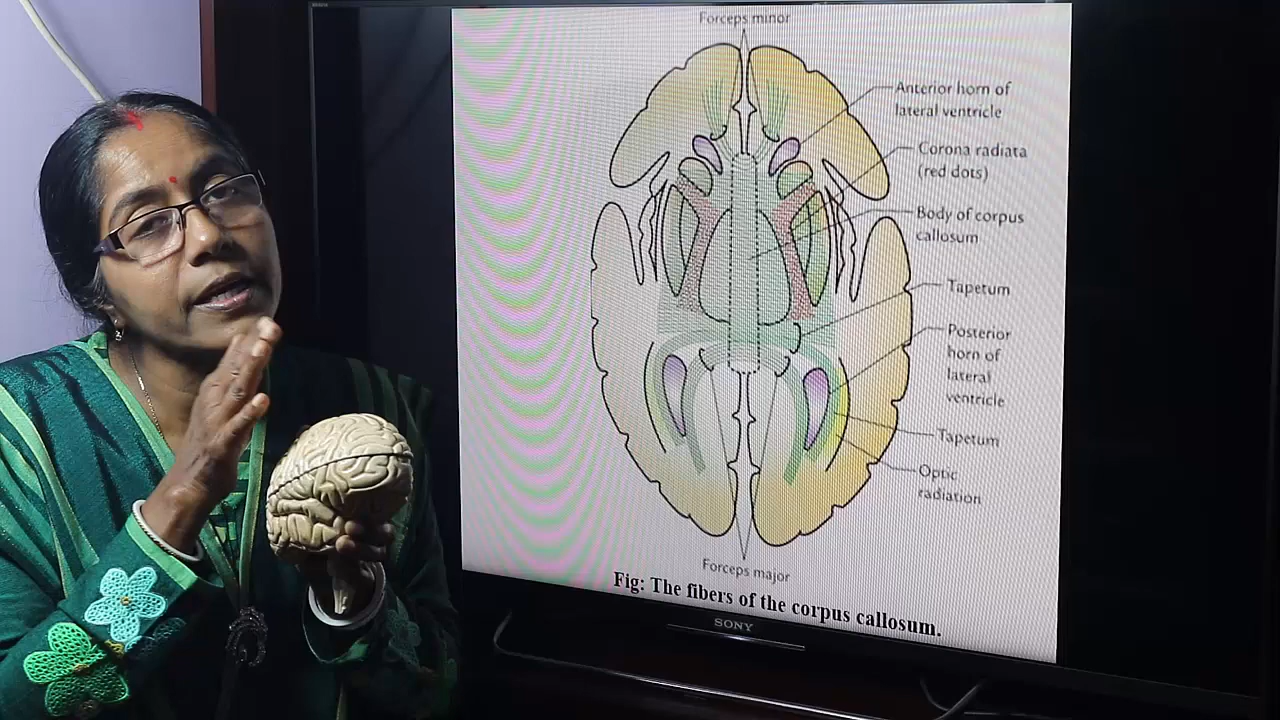 Forceps minor
Anterior horn of
lateral ventricle
Corona radiata
(red dots)
Body of corpus
callosum
Tapetum
Posterior
horn of
lateral
ventricle
Tapetum
Optic
radiation
Forceps major
Fig: The fibers of the corpus callosum.
SONY